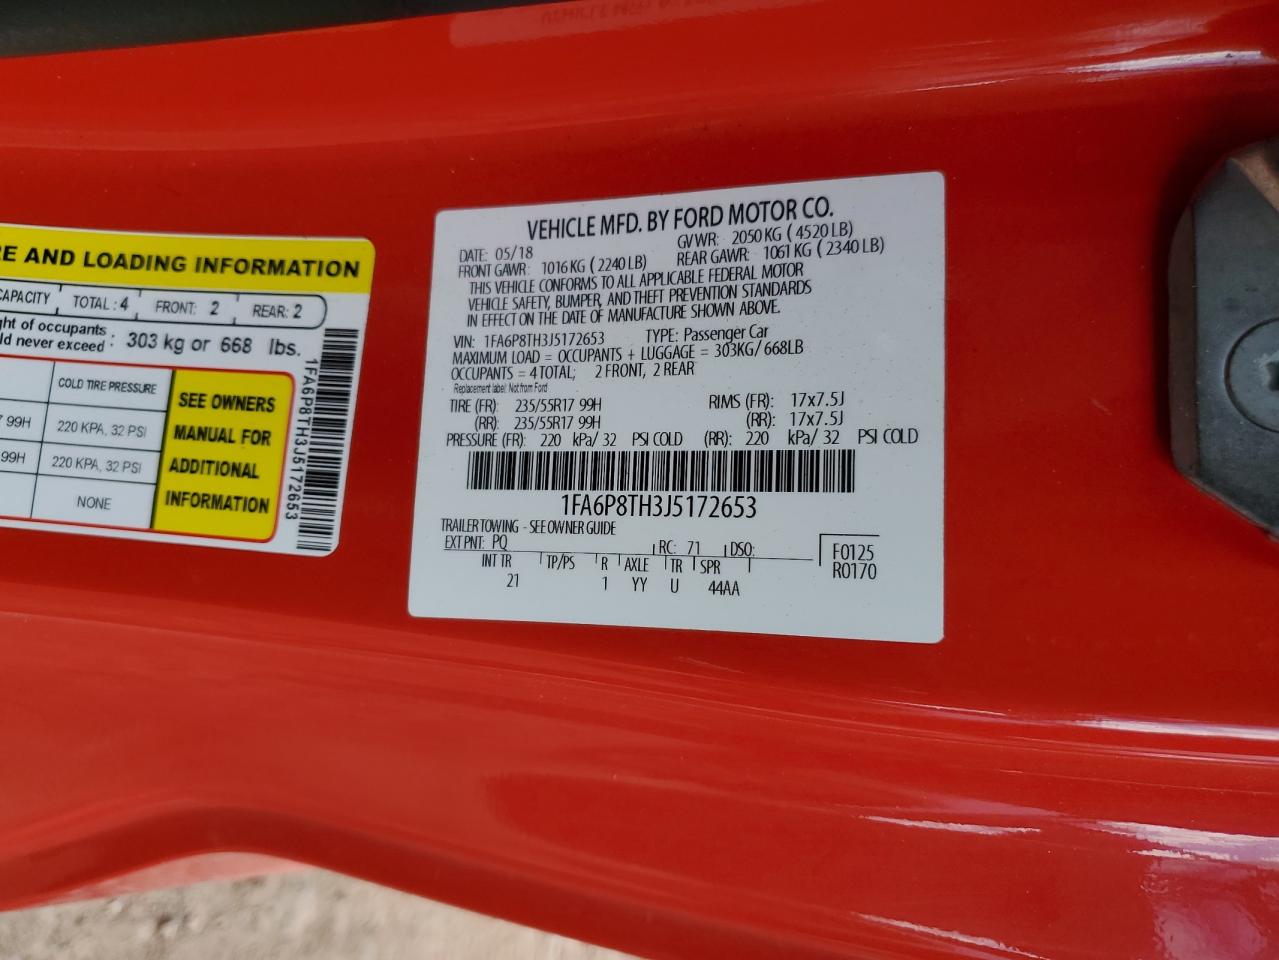 RE AND LOADING INFORMATION
CAPACITY TOTAL : 4 FRONT: 2 REAR: 2
ght of occupants :
ld never exceed : 303 kg or 668 lbs.
COLD TIRE PRESSURE
7 99H 220 KPA, 32 PSI
99H 220 KPA, 32 PSI
NONE
SEE OWNERS
MANUAL FOR
ADDITIONAL
INFORMATION
1FA6P8TH3J5172653
VEHICLE MFD. BY FORD MOTOR CO.
DATE: 05/18 GVWR: 2050 KG ( 4520 LB)
FRONT GAWR: 1016 KG ( 2240 LB) REAR GAWR: 1061 KG ( 2340 LB)
THIS VEHICLE CONFORMS TO ALL APPLICABLE FEDERAL MOTOR
VEHICLE SAFETY, BUMPER, AND THEFT PREVENTION STANDARDS
IN EFFECT ON THE DATE OF MANUFACTURE SHOWN ABOVE.
VIN: 1FA6P8TH3J5172653 TYPE: Passenger Car
MAXIMUM LOAD = OCCUPANTS + LUGGAGE = 303KG/ 668LB
OCCUPANTS = 4 TOTAL; 2 FRONT, 2 REAR
Replacement label: Not from Ford
TIRE (FR): 235/55R17 99H RIMS (FR): 17x7.5J
(RR): 235/55R17 99H (RR): 17x7.5J
PRESSURE (FR): 220 kPa/ 32 PSI COLD (RR): 220 kPa/ 32 PSI COLD
1FA6P8TH3J5172653
TRAILER TOWING - SEE OWNER GUIDE
EXT PNT: PQ RC: 71 DSO:
INT TR TP/PS R AXLE TR SPR
21 1 YY U 44AA
F0125
R0170